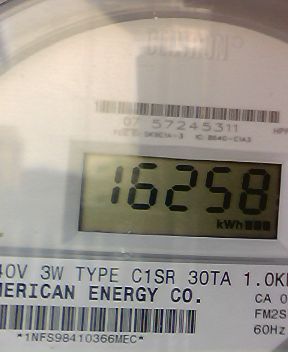 07 57245311
16258
kWh
40V 3W TYPE C1SR 30TA 1.0K
MERICAN ENERGY CO.
CA 0
FM2S
60Hz
*1NFS98410366MEC*